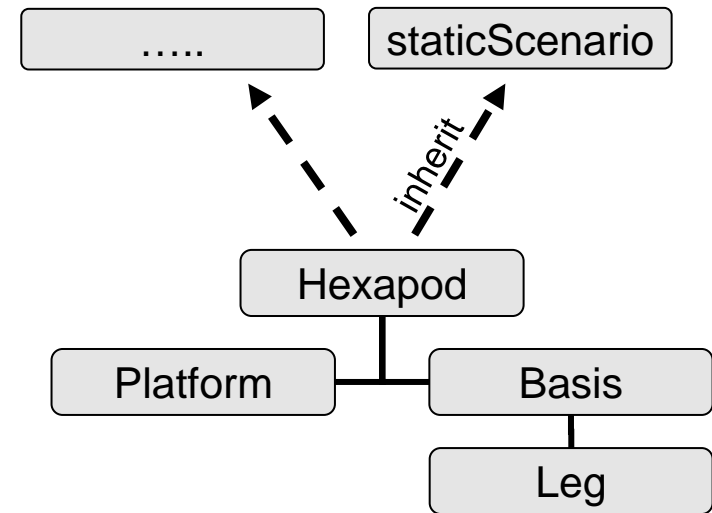 …..
staticScenario
inherit
Hexapod
Platform
Basis
Leg